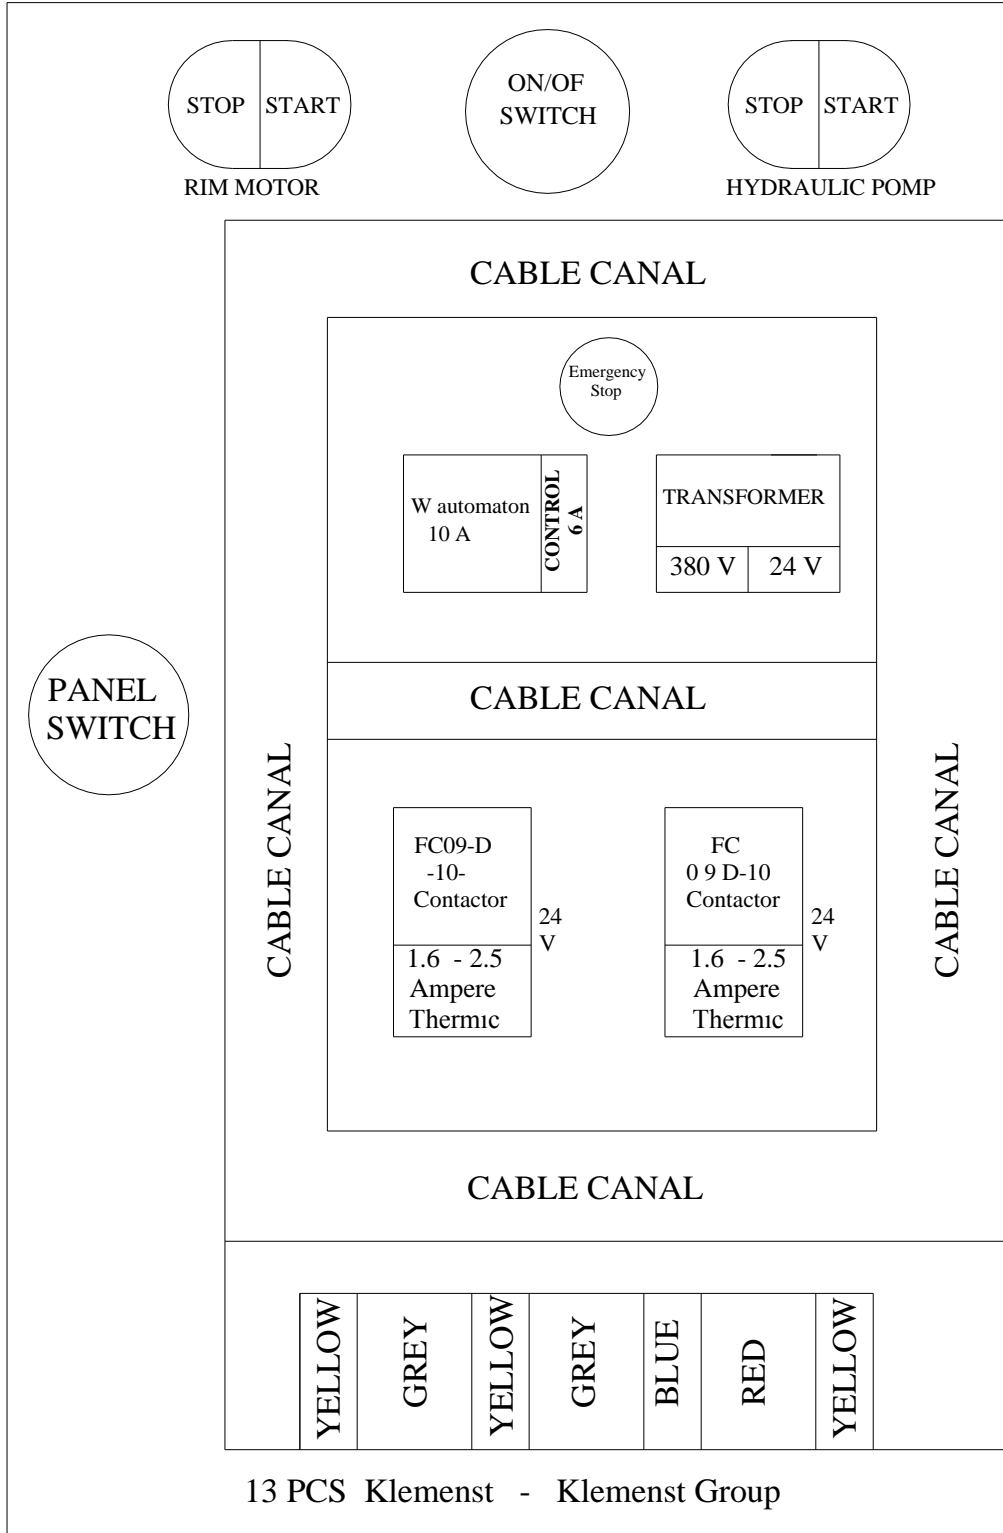 STOP START
RIM MOTOR
ON/OF
SWITCH
STOP START
HYDRAULIC POMP
CABLE CANAL
Emergency
Stop
W automaton
10 A
CONTROL
6 A
TRANSFORMER
380 V 24 V
PANEL
SWITCH
CABLE CANAL
CABLE CANAL
CABLE CANAL
FC09-D
-10-
Contactor
24
V
1.6 - 2.5
Ampere
Thermıc
FC
0 9 D-10
Contactor
24
V
1.6 - 2.5
Ampere
Thermıc
CABLE CANAL
YELLOW
GREY
YELLOW
GREY
BLUE
RED
YELLOW
13 PCS Klemenst - Klemenst Group